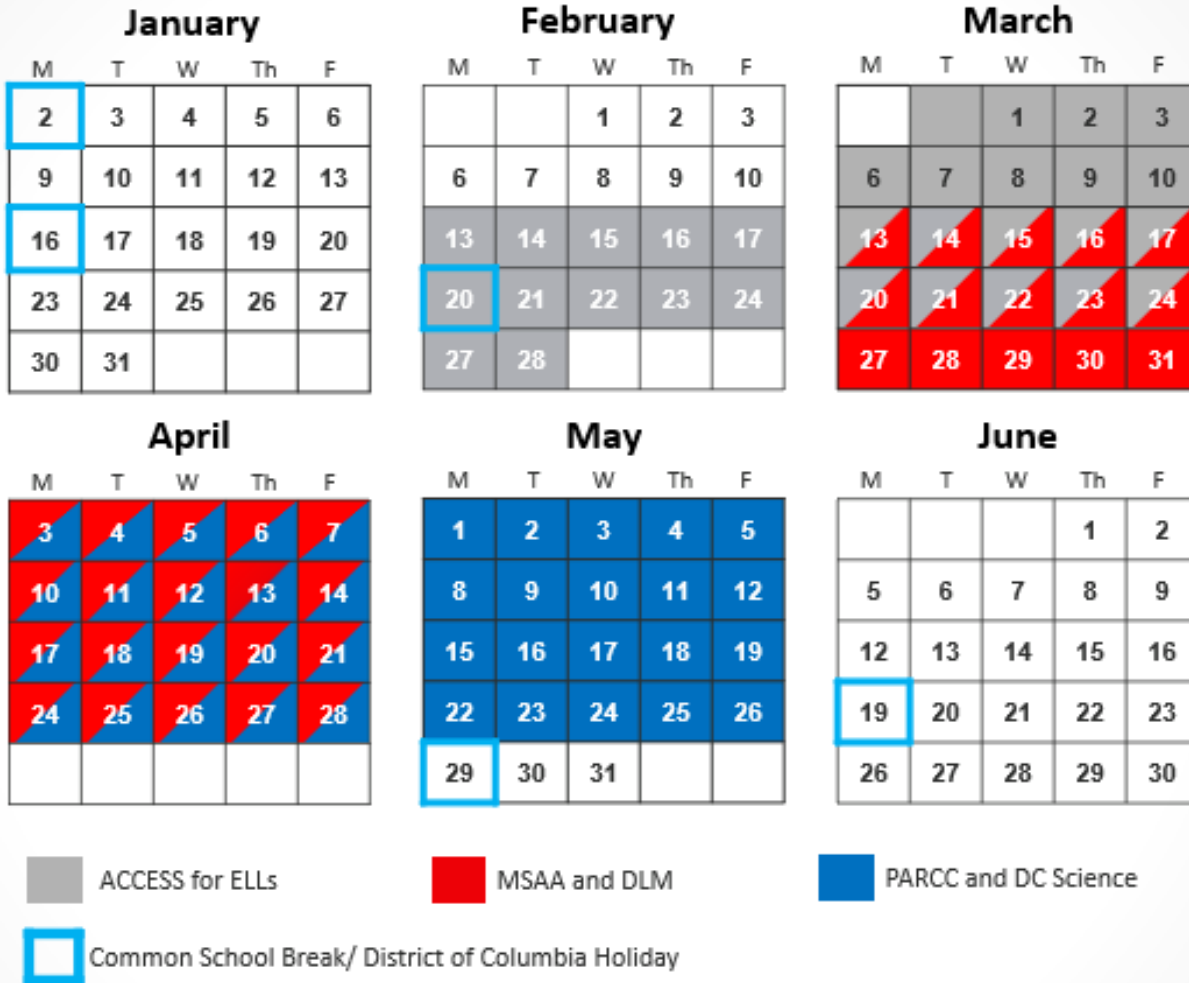 January February March
M T W Th F M T W Th F M T W Th F
2 3 4 5 6 1 2 3 1 2 3
9 10 11 12 13 6 7 8 9 10 6 7 8 9 10
16 17 18 19 20 13 14 15 16 17 13 14 15 16 17
23 24 25 26 27 20 21 22 23 24 20 21 22 23 24
30 31 27 28 27 28 29 30 31
April May June
M T W Th F M T W Th F M T W Th F
3 4 5 6 7 1 2 3 4 5 1 2
10 11 12 13 14 8 9 10 11 12 5 6 7 8 9
17 18 19 20 21 15 16 17 18 19 12 13 14 15 16
24 25 26 27 28 22 23 24 25 26 19 20 21 22 23
29 30 31 26 27 28 29 30
ACCESS for ELLs MSAA and DLM PARCC and DC Science
Common School Break/ District of Columbia Holiday